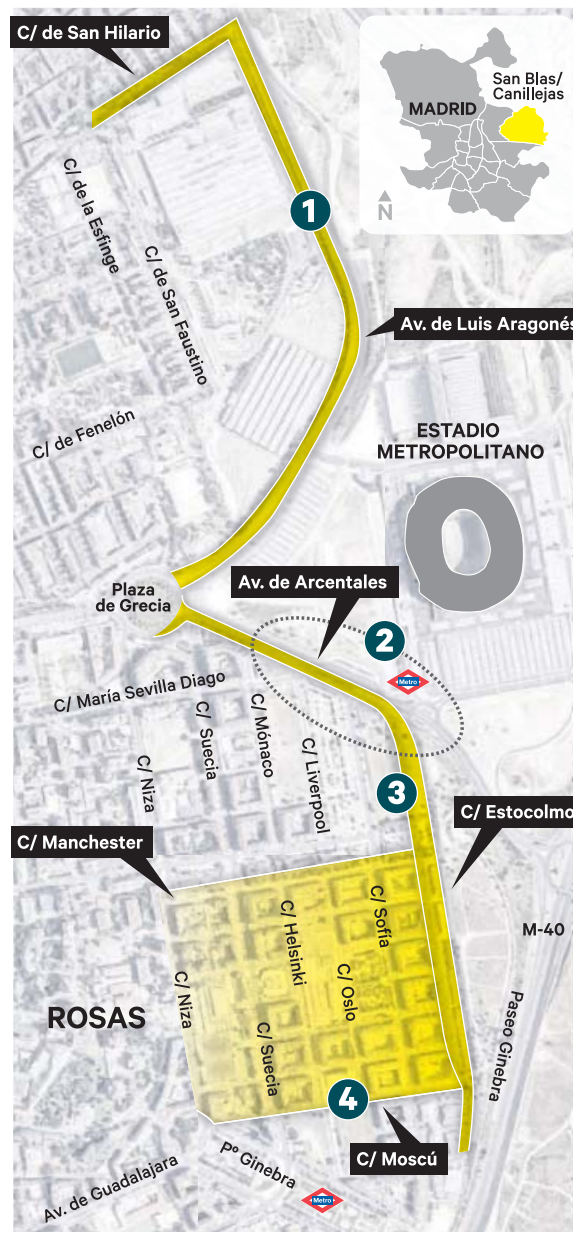 C/ de San Hilario
San Blas/
Canillejas
MADRID
N
C/ de la Esfinge
1
C/ de San Faustino
Av. de Luis Aragonés
C/ de Fenelón
ESTADIO
METROPOLITANO
Av. de Arcentales
Plaza
de Grecia
2
Metro
C/ María Sevilla Diago
C/ Suecia
C/ Mónaco
C/ Niza
C/ Liverpool
3
C/ Estocolmo
C/ Manchester
C/ Sofía
C/ Helsinki
M-40
C/ Niza
C/ Oslo
ROSAS
C/ Suecia
Paseo Ginebra
4
C/ Moscú
Pº Ginebra
Av. de Guadalajara
Metro